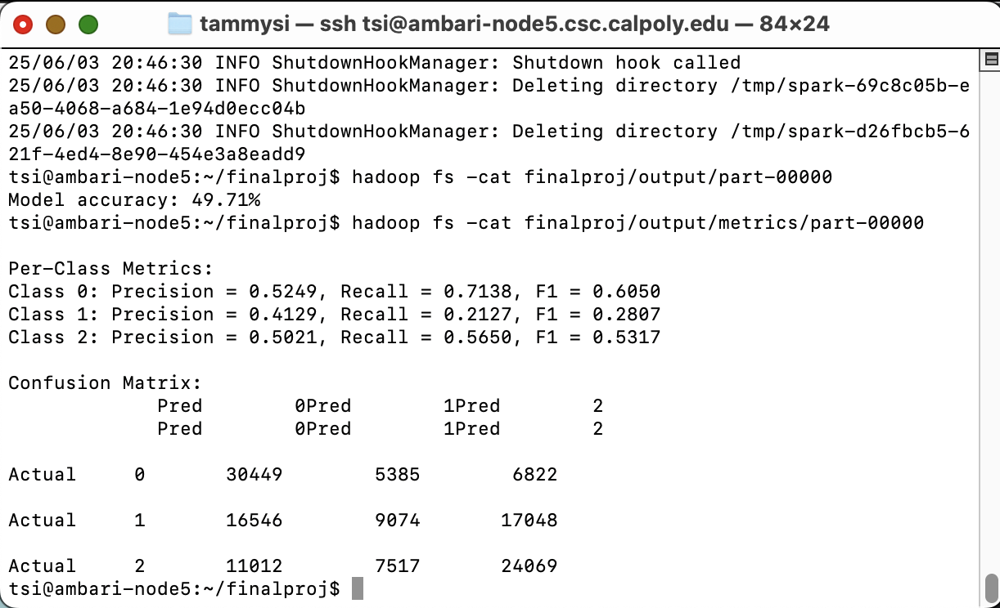 tammysi — ssh tsi@ambari-node5.csc.calpoly.edu — 84×24
25/06/03 20:46:30 INFO ShutdownHookManager: Shutdown hook called
25/06/03 20:46:30 INFO ShutdownHookManager: Deleting directory /tmp/spark-69c8c05b-e
a50-4068-a684-1e94d0ecc04b
25/06/03 20:46:30 INFO ShutdownHookManager: Deleting directory /tmp/spark-d26fbcb5-6
21f-4ed4-8e90-454e3a8eadd9
tsi@ambari-node5:~/finalproj$ hadoop fs -cat finalproj/output/part-00000
Model accuracy: 49.71%
tsi@ambari-node5:~/finalproj$ hadoop fs -cat finalproj/output/metrics/part-00000
Per-Class Metrics:
Class 0: Precision = 0.5249, Recall = 0.7138, F1 = 0.6050
Class 1: Precision = 0.4129, Recall = 0.2127, F1 = 0.2807
Class 2: Precision = 0.5021, Recall = 0.5650, F1 = 0.5317
Confusion Matrix:
Pred        0Pred        1Pred        2
Pred        0Pred        1Pred        2
Actual     0       30449        5385        6822
Actual     1       16546        9074       17048
Actual     2       11012        7517       24069
tsi@ambari-node5:~/finalproj$